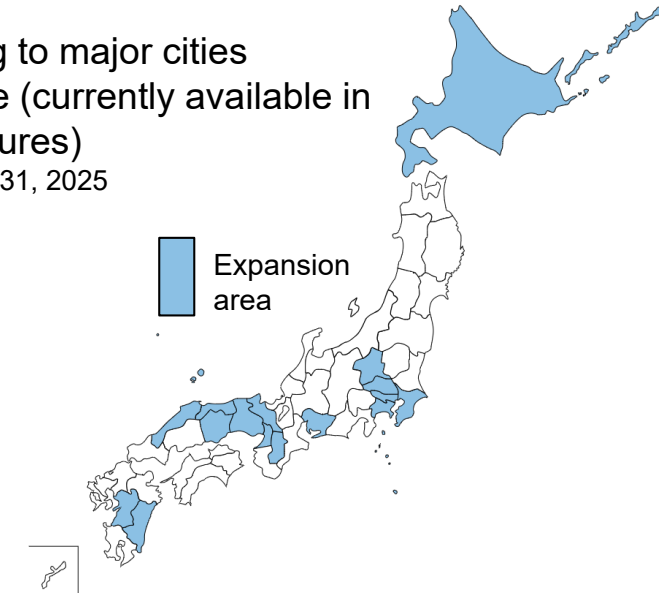 g to major cities
e (currently available in
ures)
31, 2025
Expansion
area